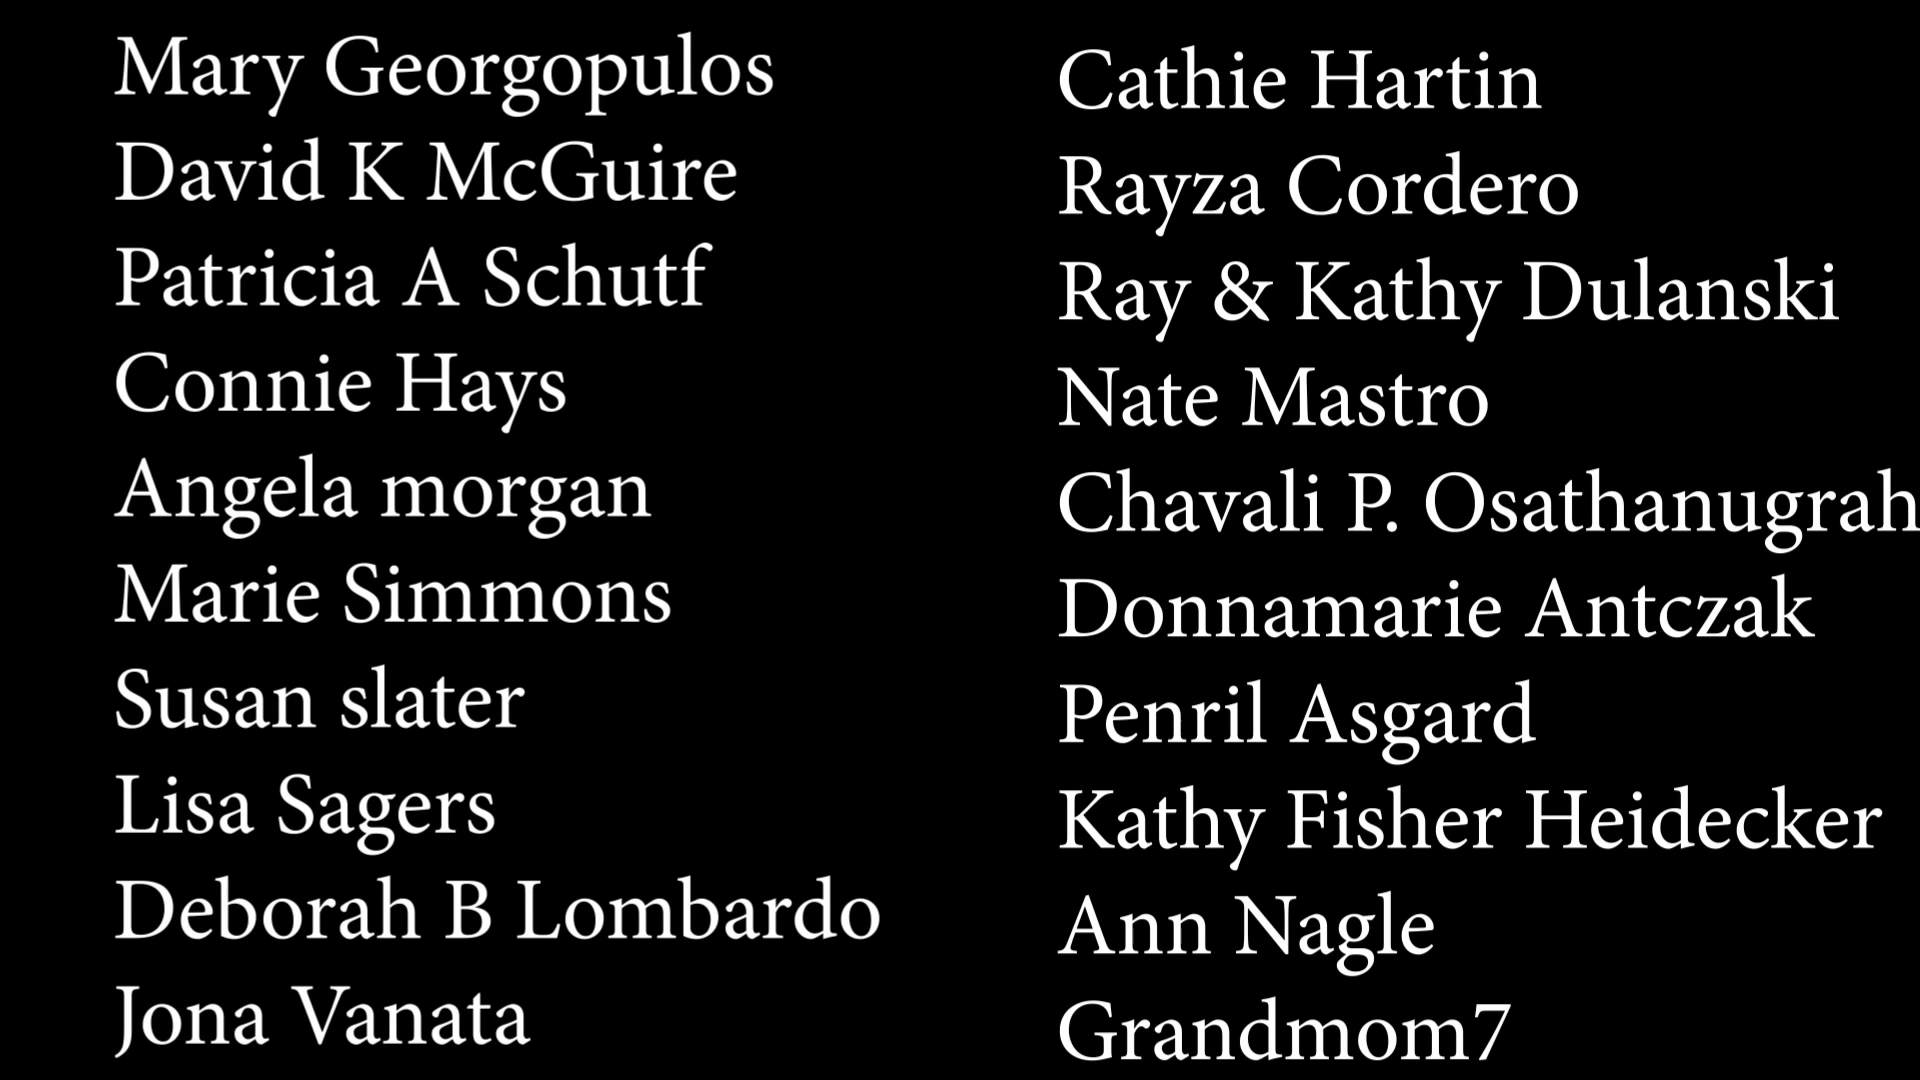 Mary Georgopulos
David K McGuire
Patricia A Schutf
Connie Hays
Angela morgan
Marie Simmons
Susan slater
Lisa Sagers
Deborah B Lombardo
Jona Vanata
Cathie Hartin
Rayza Cordero
Ray & Kathy Dulanski
Nate Mastro
Chavali P. Osathanugrah
Donnamarie Antczak
Penril Asgard
Kathy Fisher Heidecker
Ann Nagle
Grandmom7